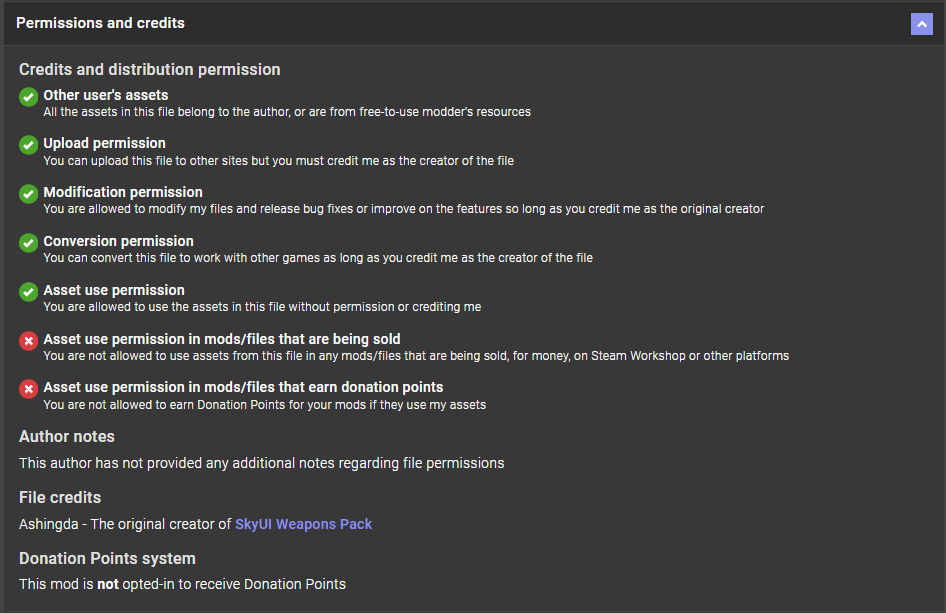 Permissions and credits
Credits and distribution permission
Other user's assets
All the assets in this file belong to the author, or are from free-to-use modder's resources
Upload permission
You can upload this file to other sites but you must credit me as the creator of the file
Modification permission
You are allowed to modify my files and release bug fixes or improve on the features so long as you credit me as the original creator
Conversion permission
You can convert this file to work with other games as long as you credit me as the creator of the file
Asset use permission
You are allowed to use the assets in this file without permission or crediting me
Asset use permission in mods/files that are being sold
You are not allowed to use assets from this file in any mods/files that are being sold, for money, on Steam Workshop or other platforms
Asset use permission in mods/files that earn donation points
You are not allowed to earn Donation Points for your mods if they use my assets
Author notes
This author has not provided any additional notes regarding file permissions
File credits
Ashingda - The original creator of SkyUI Weapons Pack
Donation Points system
This mod is not opted-in to receive Donation Points